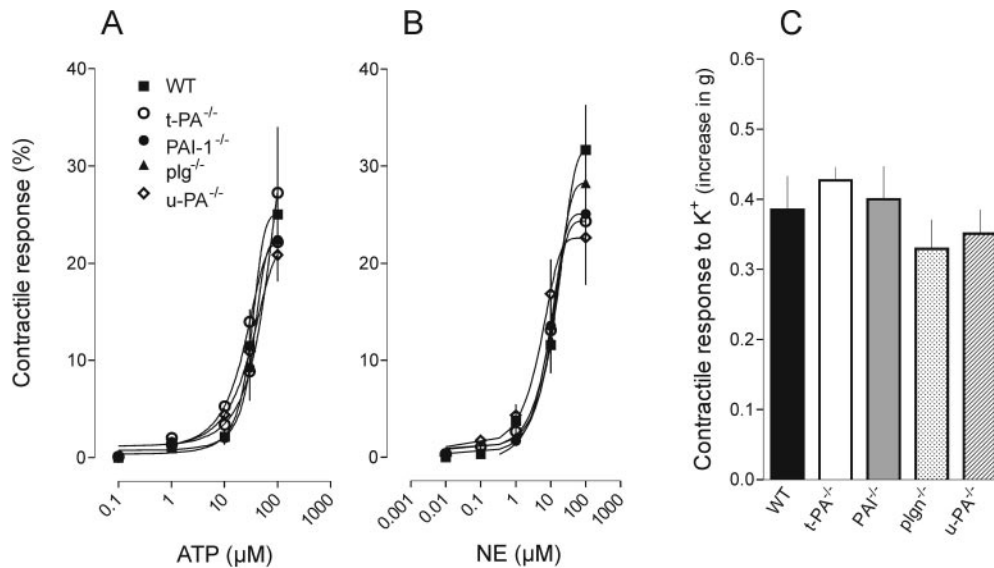 A
B
C
WT
t-PA-/-
PAI-1-/-
plg-/-
u-PA-/-
Contractile response (%)
40
30
20
10
0
0.1
1
10
100
1000
ATP (µM)
40
30
20
10
0
0.001
0.01
0.1
1
10
100
1000
NE (µM)
Contractile response to K+ (increase in g)
0.6
0.5
0.4
0.3
0.2
0.1
0.0
WT
t-PA-/-
PAI-/-
plgn-/-
u-PA-/-